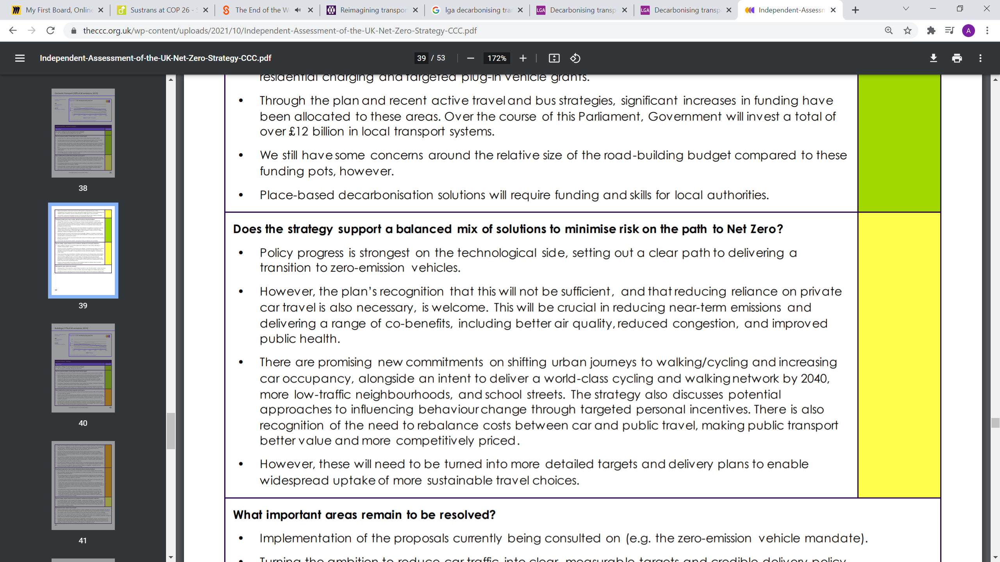 My First Board, Online
Sustrans at COP 26 - S
The End of the W
Reimagining transpor
lga decarbonising tra
LGA Decarbonising transp
LGA Decarbonising transp
Independent-Assessm
theccc.org.uk/wp-content/uploads/2021/10/Independent-Assessment-of-the-UK-Net-Zero-Strategy-CCC.pdf
A
Independent-Assessment-of-the-UK-Net-Zero-Strategy-CCC.pdf
39 / 53
172%
38
39
40
41
residential charging and targeted plug-in vehicle grants.
• Through the plan and recent active travel and bus strategies, significant increases in funding have
been allocated to these areas. Over the course of this Parliament, Government will invest a total of
over £12 billion in local transport systems.
• We still have some concerns around the relative size of the road-building budget compared to these
funding pots, however.
• Place-based decarbonisation solutions will require funding and skills for local authorities.
Does the strategy support a balanced mix of solutions to minimise risk on the path to Net Zero?
• Policy progress is strongest on the technological side, setting out a clear path to delivering a
transition to zero-emission vehicles.
• However, the plan’s recognition that this will not be sufficient, and that reducing reliance on private
car travel is also necessary, is welcome. This will be crucial in reducing near-term emissions and
delivering a range of co-benefits, including better air quality, reduced congestion, and improved
public health.
• There are promising new commitments on shifting urban journeys to walking/cycling and increasing
car occupancy, alongside an intent to deliver a world-class cycling and walking network by 2040,
more low-traffic neighbourhoods, and school streets. The strategy also discusses potential
approaches to influencing behaviour change through targeted personal incentives. There is also
recognition of the need to rebalance costs between car and public travel, making public transport
better value and more competitively priced.
• However, these will need to be turned into more detailed targets and delivery plans to enable
widespread uptake of more sustainable travel choices.
What important areas remain to be resolved?
• Implementation of the proposals currently being consulted on (e.g. the zero-emission vehicle mandate).
• Turning the ambition to reduce car traffic into clear, measurable targets and credible delivery policy